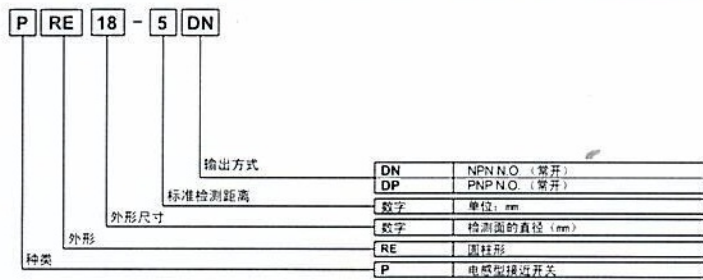 P RE 18 - 5 DN
输出方式
DN NPN N.O. （常开）
DP PNP N.O. （常开）
标准检测距离
数字 单位：mm
外形尺寸
数字 检测面的直径（mm）
外形
RE 圆柱形
种类
P 电感型接近开关